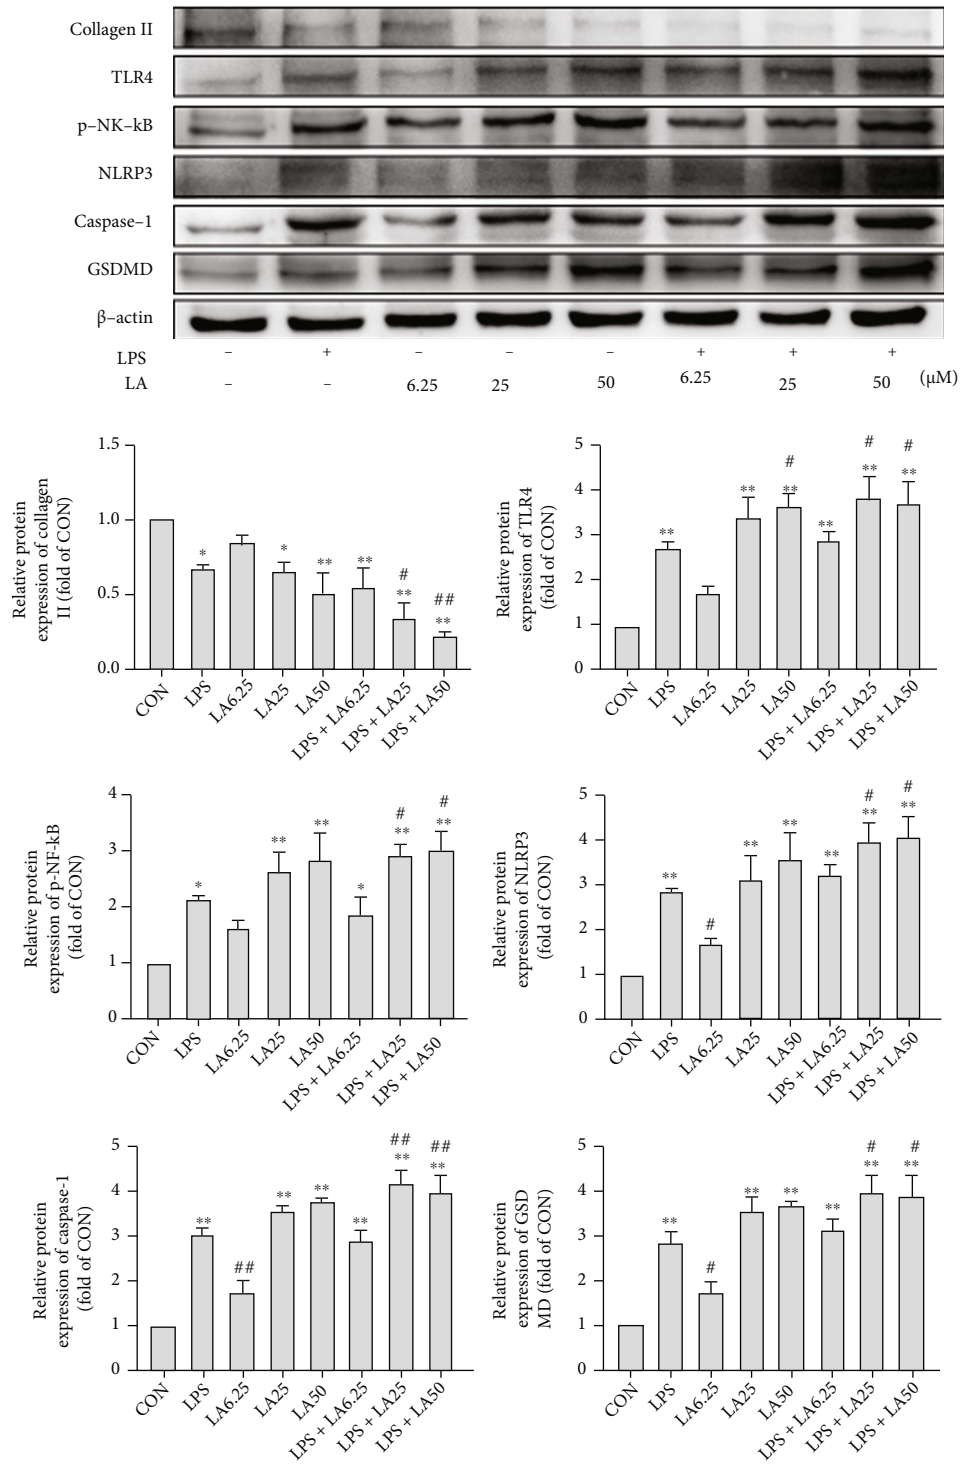 Collagen II
TLR4
p–NK–kB
NLRP3
Caspase–1
GSDMD
β–actin
LPS – + – – – + + +
LA – – 6.25 25 50 6.25 25 50 (μM)
Relative protein
expression of collagen
II (fold of CON)
1.5
1.0
0.5
0.0
* * ** ** # ** ## **
CON LPS LA6.25 LA25 LA50 LPS + LA6.25 LPS + LA25 LPS + LA50
Relative protein
expression of TLR4
(fold of CON)
5
4
3
2
1
0
** ** # ** ** # ** # **
CON LPS LA6.25 LA25 LA50 LPS + LA6.25 LPS + LA25 LPS + LA50
Relative protein
expression of p-NF-kB
(fold of CON)
4
3
2
1
0
* ** ** * # ** # **
CON LPS LA6.25 LA25 LA50 LPS + LA6.25 LPS + LA25 LPS + LA50
Relative protein
expression of NLRP3
(fold of CON)
5
4
3
2
1
0
** # ** ** ** # ** # **
CON LPS LA6.25 LA25 LA50 LPS + LA6.25 LPS + LA25 LPS + LA50
Relative protein
expression of caspase-1
(fold of CON)
5
4
3
2
1
0
** ## ** ** ** ## ** ## **
CON LPS LA6.25 LA25 LA50 LPS + LA6.25 LPS + LA25 LPS + LA50
Relative protein
expression of GSD
MD (fold of CON)
5
4
3
2
1
0
** # ** ** ** # ** # **
CON LPS LA6.25 LA25 LA50 LPS + LA6.25 LPS + LA25 LPS + LA50